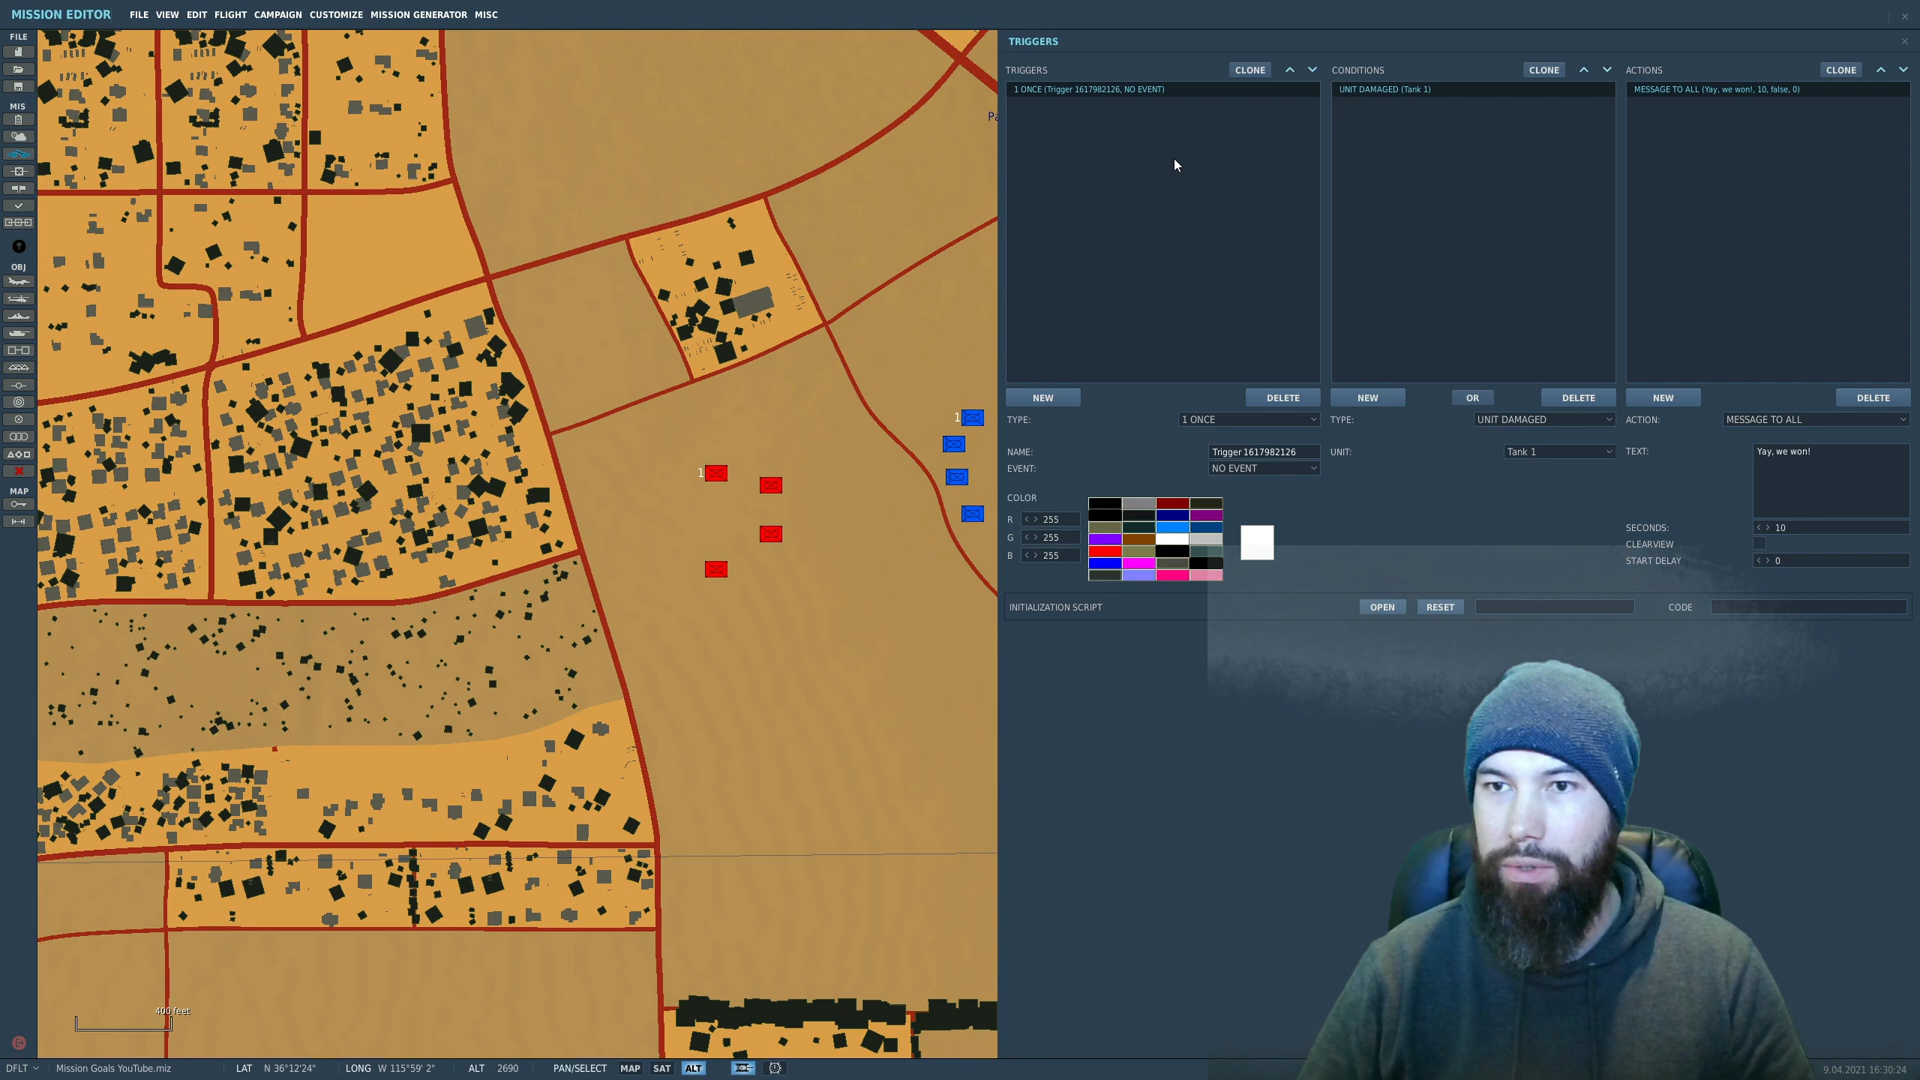 MISSION EDITOR FILE VIEW EDIT FLIGHT CAMPAIGN CUSTOMIZE MISSION GENERATOR MISC
FILE
MIS
OBJ
MAP
1
1
400 feet
TRIGGERS
TRIGGERS CLONE CONDITIONS CLONE ACTIONS CLONE
1 ONCE (Trigger 1617982126, NO EVENT) UNIT DAMAGED (Tank 1) MESSAGE TO ALL (Yay, we won!, 10, false, 0)
NEW DELETE NEW OR DELETE NEW DELETE
TYPE: 1 ONCE TYPE: UNIT DAMAGED ACTION: MESSAGE TO ALL
NAME: Trigger 1617982126 UNIT: Tank 1 TEXT: Yay, we won!
EVENT: NO EVENT
COLOR
R 255
G 255
B 255
SECONDS: 10
CLEARVIEW
START DELAY 0
INITIALIZATION SCRIPT OPEN RESET CODE
DFLT Mission Goals YouTube.miz LAT N 36°12'24" LONG W 115°59' 2" ALT 2690 PAN/SELECT MAP SAT ALT 9.04.2021 16:30:24